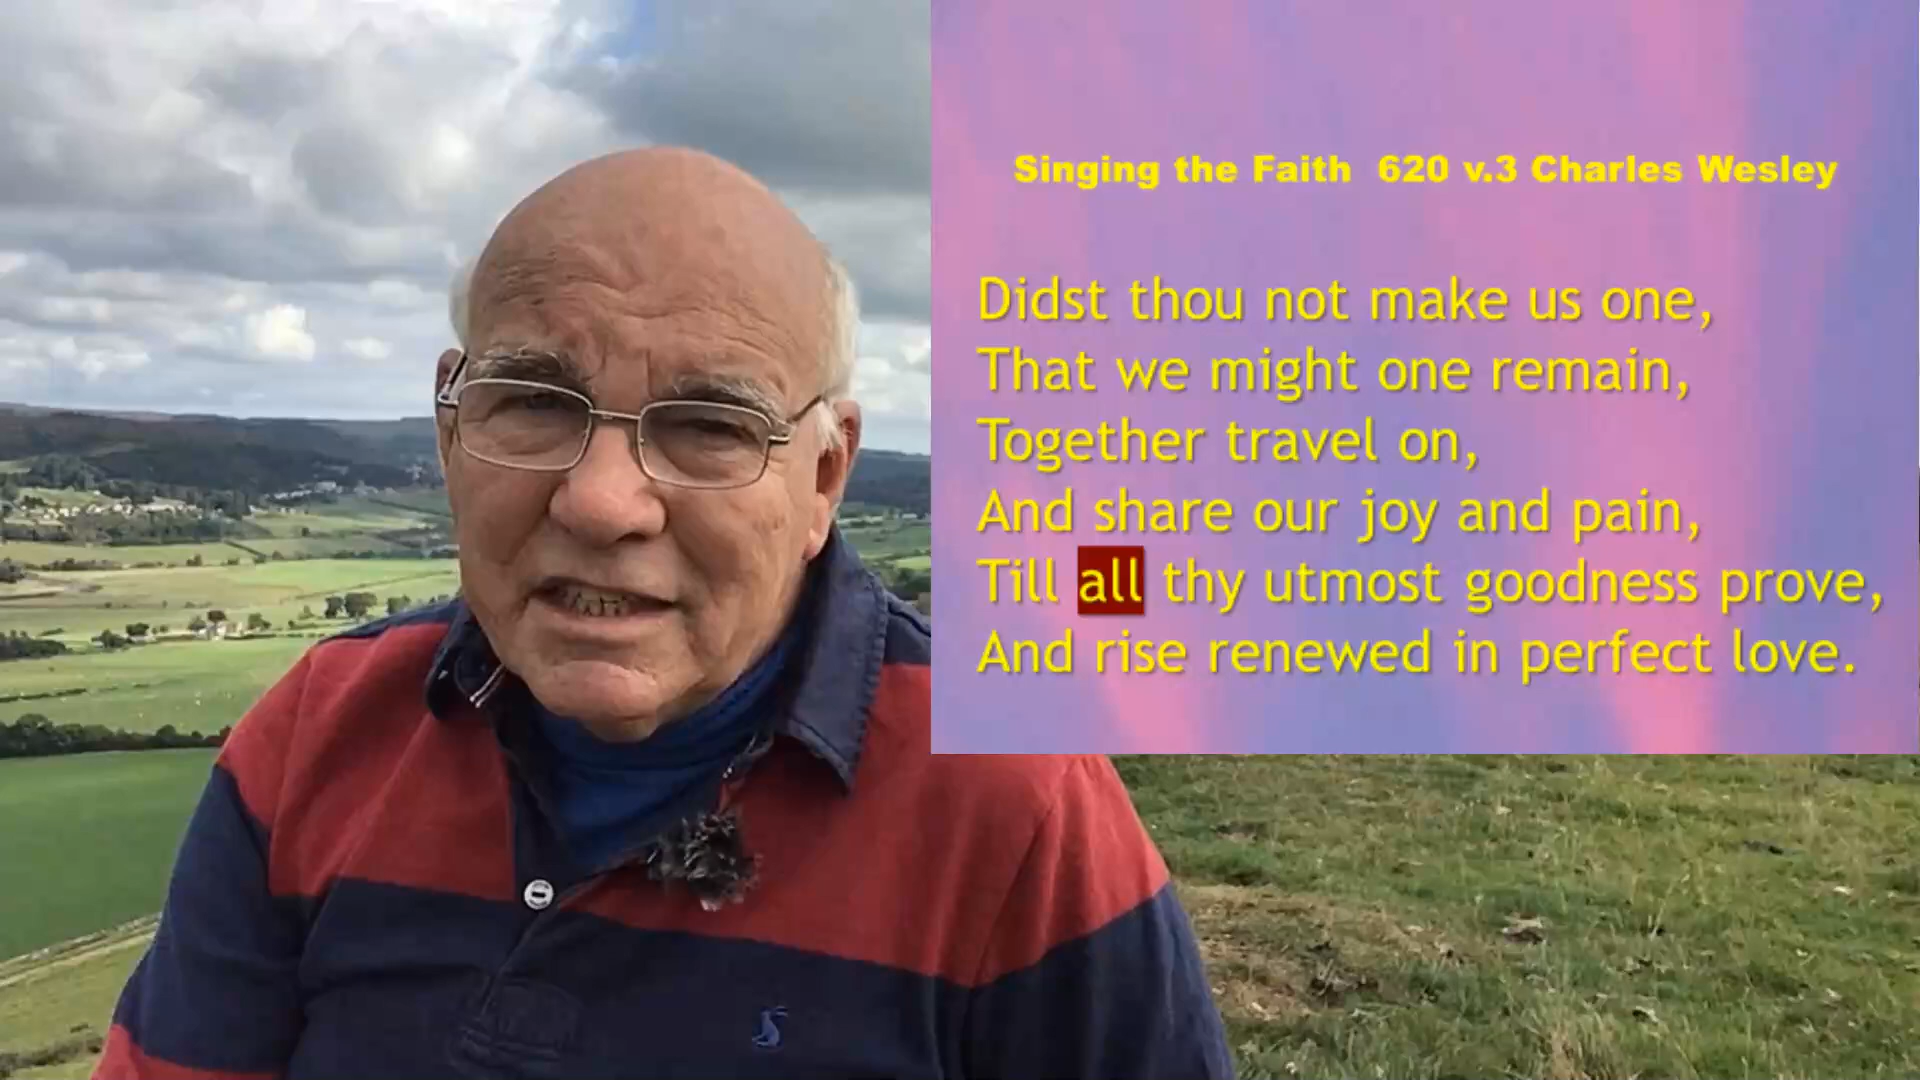 Singing the Faith 620 v.3 Charles Wesley
Didst thou not make us one,
That we might one remain,
Together travel on,
And share our joy and pain,
Till all thy utmost goodness prove,
And rise renewed in perfect love.